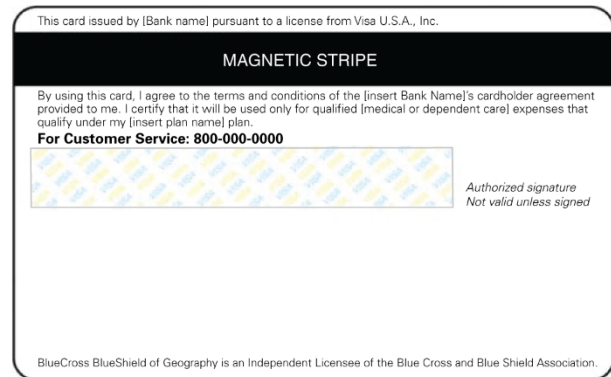 This card issued by [Bank name] pursuant to a license from Visa U.S.A., Inc.
MAGNETIC STRIPE
By using this card, I agree to the terms and conditions of the [insert Bank Name]'s cardholder agreement
provided to me. I certify that it will be used only for qualified [medical or dependent care] expenses that
qualify under my [insert plan name] plan.
For Customer Service: 800-000-0000
Authorized signature
Not valid unless signed
BlueCross BlueShield of Geography is an Independent Licensee of the Blue Cross and Blue Shield Association.